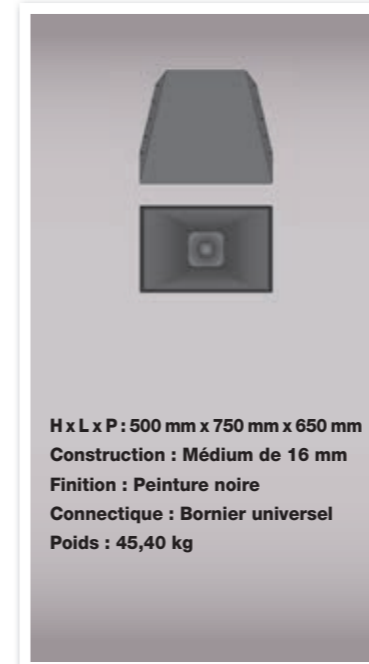 H x L x P : 500 mm x 750 mm x 650 mm
Construction : Médium de 16 mm
Finition : Peinture noire
Connectique : Bornier universel
Poids : 45,40 kg